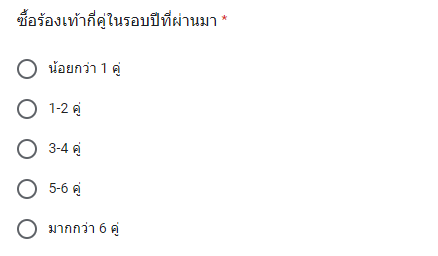 ซื้อร้องเท้ากี่คู่ในรอบปีที่ผ่านมา *
น้อยกว่า 1 คู่
1-2 คู่
3-4 คู่
5-6 คู่
มากกว่า 6 คู่